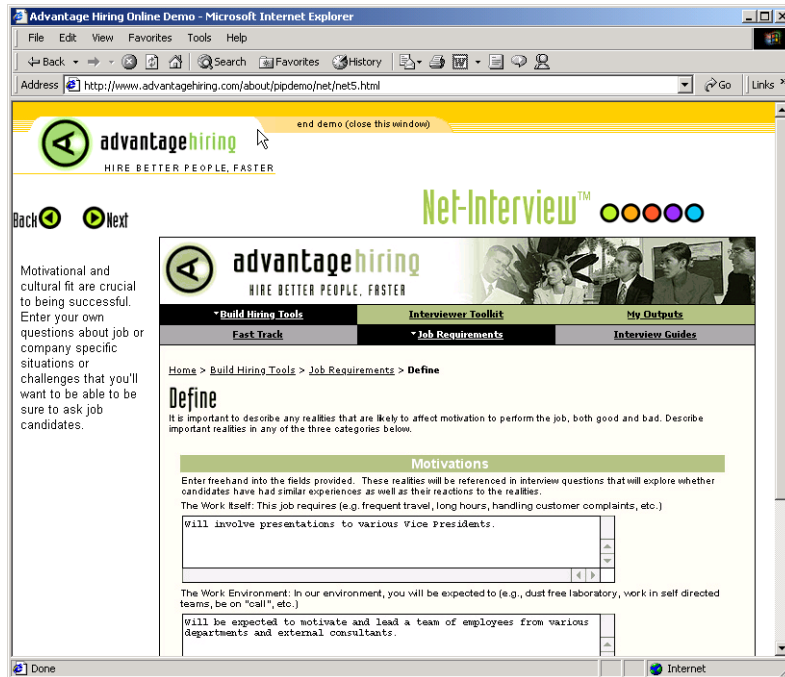 Advantage Hiring Online Demo - Microsoft Internet Explorer
File Edit View Favorites Tools Help
Back Search Favorites History
Address http://www.advantagehiring.com/about/pipdemo/net/net5.html Go Links »
end demo (close this window)
advantagehiring
HIRE BETTER PEOPLE, FASTER
Net-Interview™
Back Next
advantagehiring
HIRE BETTER PEOPLE, FASTER
Build Hiring Tools Interviewer Toolkit My Outputs
Fast Track Job Requirements Interview Guides
Motivational and
cultural fit are crucial
to being successful.
Enter your own
questions about job or
company specific
situations or
challenges that you'll
want to be able to be
sure to ask job
candidates.
Home > Build Hiring Tools > Job Requirements > Define
Define
It is important to describe any realities that are likely to affect motivation to perform the job, both good and bad. Describe
important realities in any of the three categories below.
Motivations
Enter freehand into the fields provided. These realities will be referenced in interview questions that will explore whether
candidates have had similar experiences as well as their reactions to the realities.
The Work Itself: This job requires (e.g. frequent travel, long hours, handling customer complaints, etc.)
Will involve presentations to various Vice Presidents.
The Work Environment: In our environment, you will be expected to (e.g., dust free laboratory, work in self directed
teams, be on "call", etc.)
Will be expected to motivate and lead a team of employees from various
departments and external consultants.
Done Internet